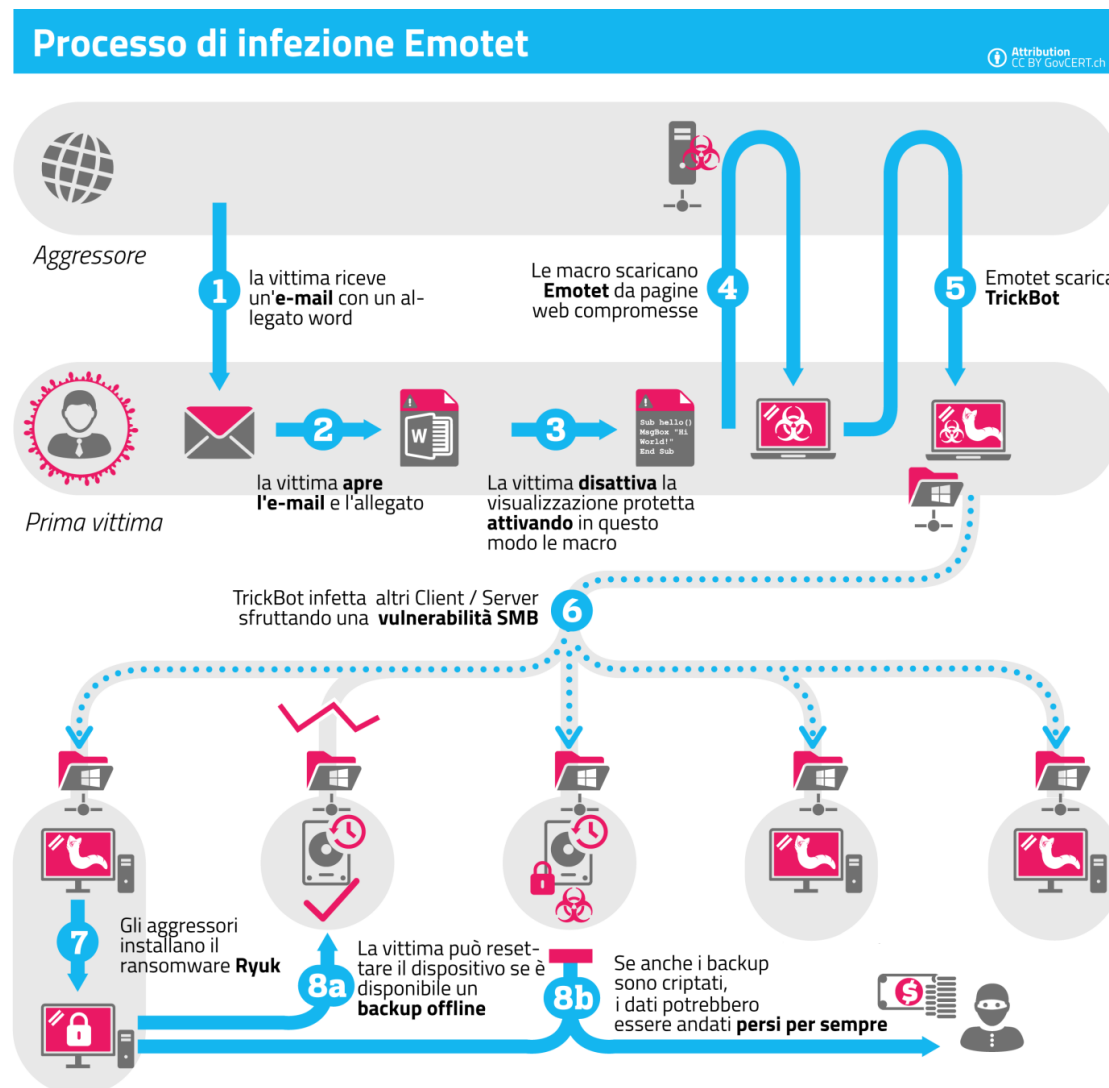 Processo di infezione Emotet
Attribution
CC BY GovCERT.ch
Aggressore
1
la vittima riceve
un'e-mail con un al-
legato word
Le macro scaricano
Emotet da pagine
web compromesse
4
5
Emotet scarica
TrickBot
Prima vittima
2
la vittima apre
l'e-mail e l'allegato
W
3
La vittima disattiva la
visualizzazione protetta
attivando in questo
modo le macro
Sub hello()
MsgBox "Hi
World!"
End Sub
TrickBot infetta altri Client / Server
sfruttando una vulnerabilità SMB
6
7
Gli aggressori
installano il
ransomware Ryuk
8a
La vittima può reset-
tare il dispositivo se è
disponibile un
backup offline
8b
Se anche i backup
sono criptati,
i dati potrebbero
essere andati persi per sempre
$